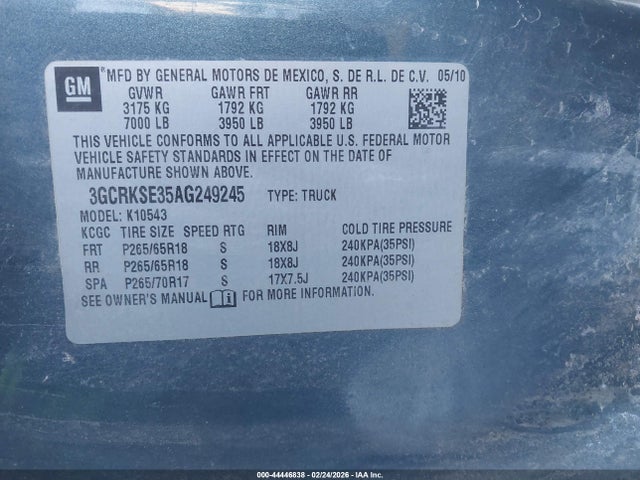 GM ® MFD BY GENERAL MOTORS DE MEXICO, S. DE R.L. DE C.V. 05/10
GVWR GAWR FRT GAWR RR
3175 KG 1792 KG 1792 KG
7000 LB 3950 LB 3950 LB
THIS VEHICLE CONFORMS TO ALL APPLICABLE U.S. FEDERAL MOTOR
VEHICLE SAFETY STANDARDS IN EFFECT ON THE DATE OF
MANUFACTURE SHOWN ABOVE.
3GCRKSE35AG249245 TYPE: TRUCK
MODEL: K10543
KCGC TIRE SIZE SPEED RTG RIM COLD TIRE PRESSURE
FRT P265/65R18 S 18X8J 240KPA(35PSI)
RR P265/65R18 S 18X8J 240KPA(35PSI)
SPA P265/70R17 S 17X7.5J 240KPA(35PSI)
SEE OWNER'S MANUAL i FOR MORE INFORMATION.
000-44446838 - 02/24/2026 - IAA Inc.